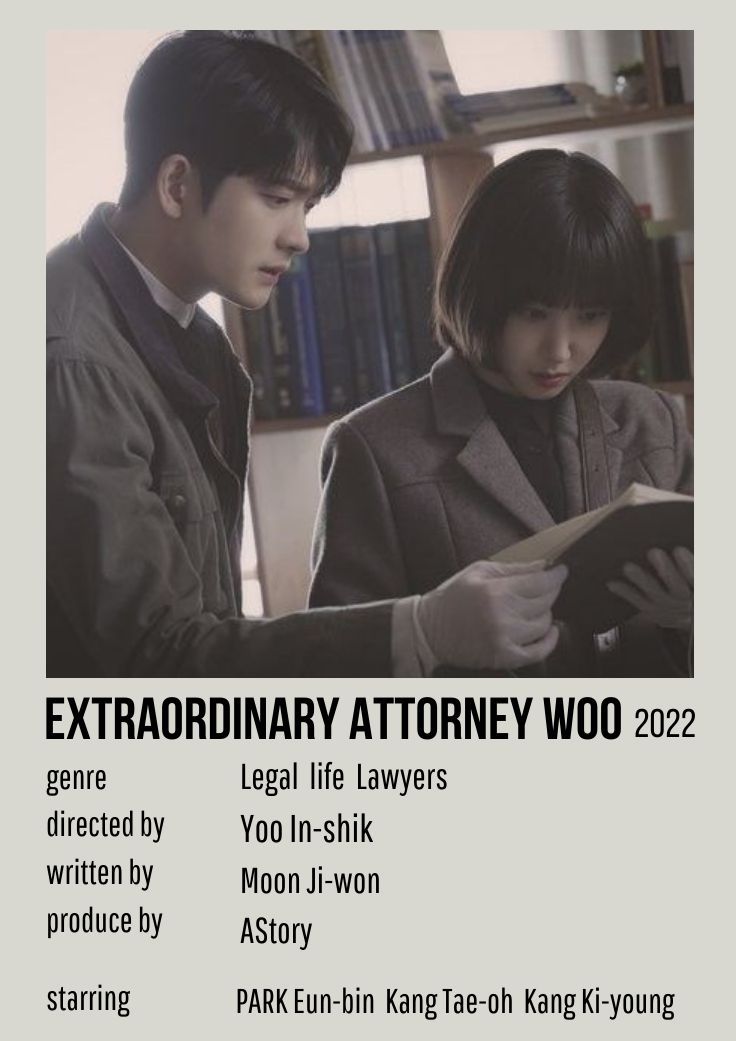 EXTRAORDINARY ATTORNEY WOO 2022
genre Legal life Lawyers
directed by Yoo In-shik
written by Moon Ji-won
produce by AStory
starring PARK Eun-bin Kang Tae-oh Kang Ki-young